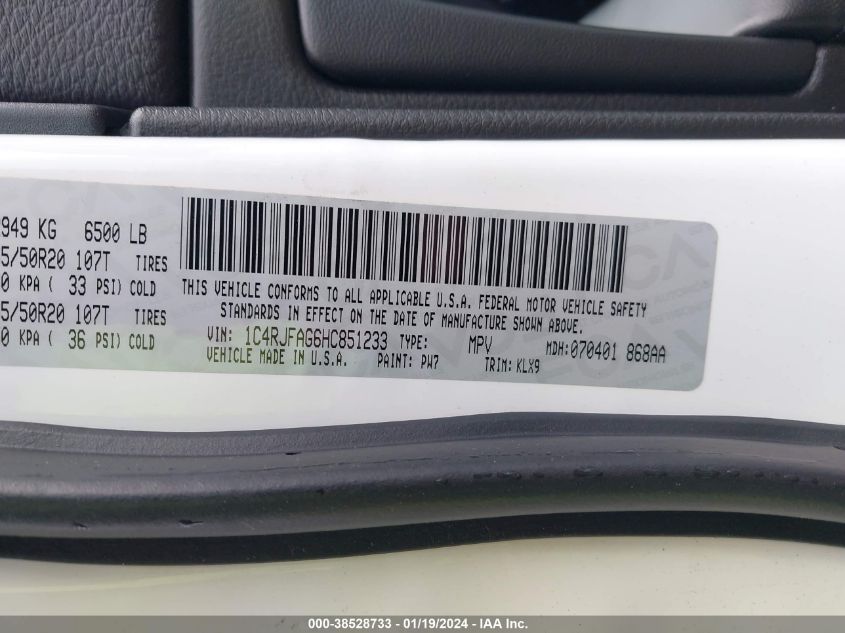 949 KG 6500 LB
5/50R20 107T TIRES
0 KPA ( 33 PSI) COLD
5/50R20 107T TIRES
0 KPA ( 36 PSI) COLD
THIS VEHICLE CONFORMS TO ALL APPLICABLE U.S.A. FEDERAL MOTOR VEHICLE SAFETY
STANDARDS IN EFFECT ON THE DATE OF MANUFACTURE SHOWN ABOVE.
VIN: 1C4RJFAG6HC851233 TYPE: MPV MDH: 070401 868AA
VEHICLE MADE IN U.S.A. PAINT: PW7 TRIM: KLX9
000-38528733 - 01/19/2024 - IAA Inc.